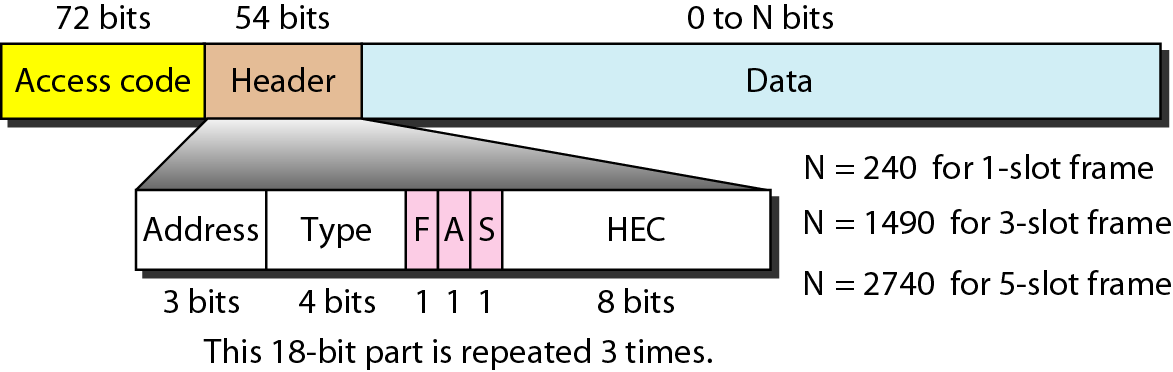 72 bits 54 bits 0 to N bits
Access code Header Data
N = 240 for 1-slot frame
Address Type F A S HEC
N = 1490 for 3-slot frame
3 bits 4 bits 1 1 1 8 bits
N = 2740 for 5-slot frame
This 18-bit part is repeated 3 times.